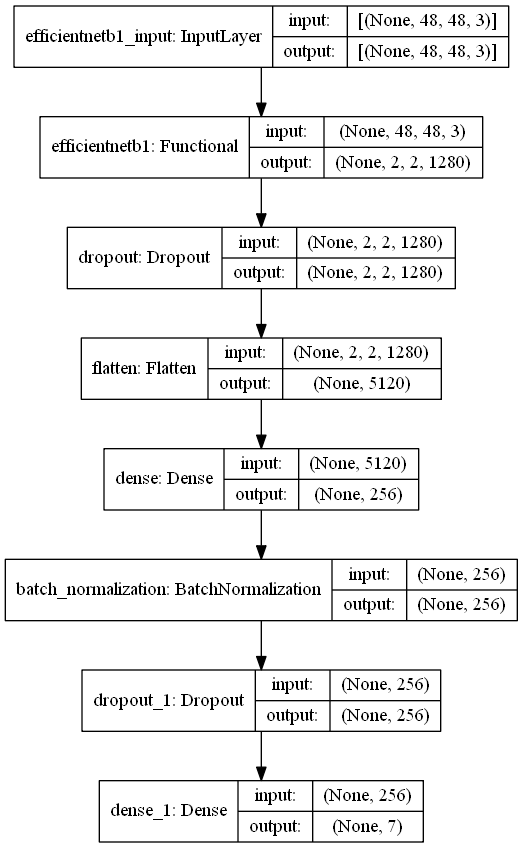 efficientnetb1_input: InputLayer
input:
[(None, 48, 48, 3)]
output:
[(None, 48, 48, 3)]
efficientnetb1: Functional
input:
(None, 48, 48, 3)
output:
(None, 2, 2, 1280)
dropout: Dropout
input:
(None, 2, 2, 1280)
output:
(None, 2, 2, 1280)
flatten: Flatten
input:
(None, 2, 2, 1280)
output:
(None, 5120)
dense: Dense
input:
(None, 5120)
output:
(None, 256)
batch_normalization: BatchNormalization
input:
(None, 256)
output:
(None, 256)
dropout_1: Dropout
input:
(None, 256)
output:
(None, 256)
dense_1: Dense
input:
(None, 256)
output:
(None, 7)